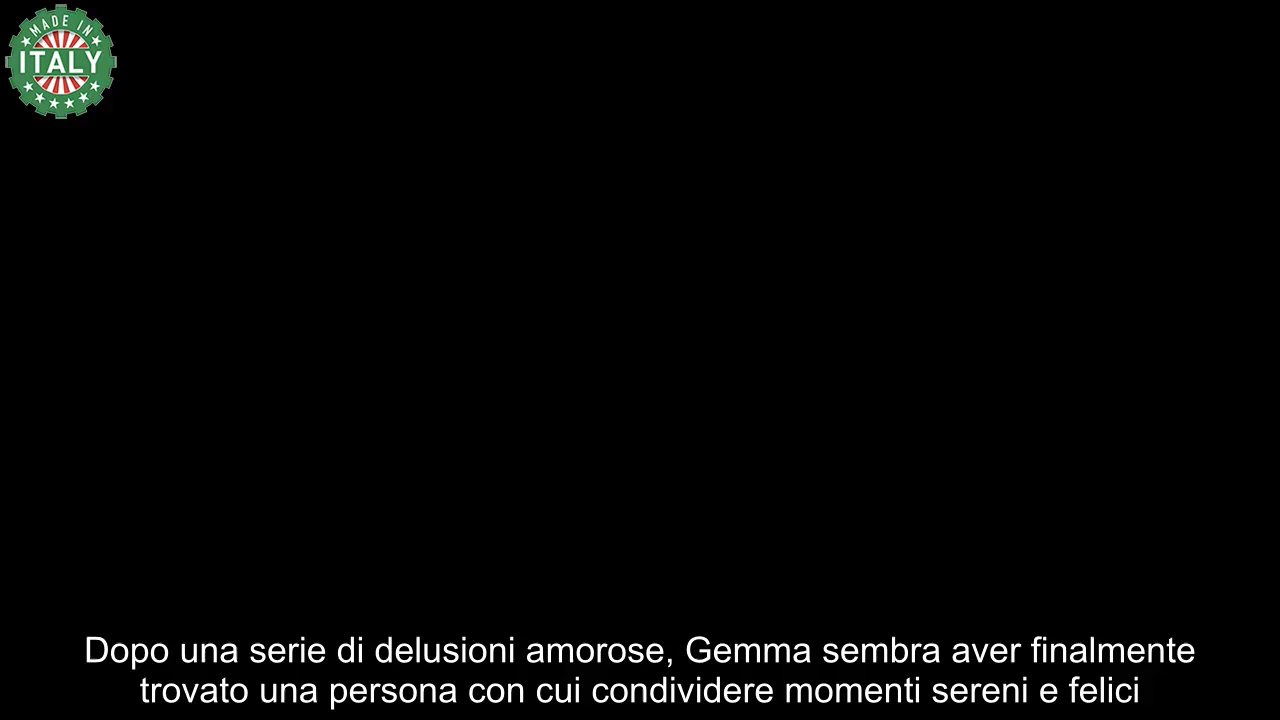 MADE IN
ITALY
Dopo una serie di delusioni amorose, Gemma sembra aver finalmente
trovato una persona con cui condividere momenti sereni e felici